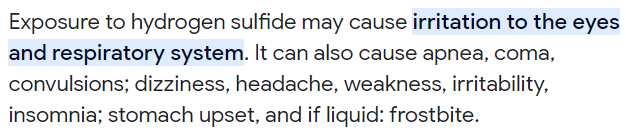 Exposure to hydrogen sulfide may cause irritation to the eyes
and respiratory system. It can also cause apnea, coma,
convulsions; dizziness, headache, weakness, irritability,
insomnia; stomach upset, and if liquid: frostbite.